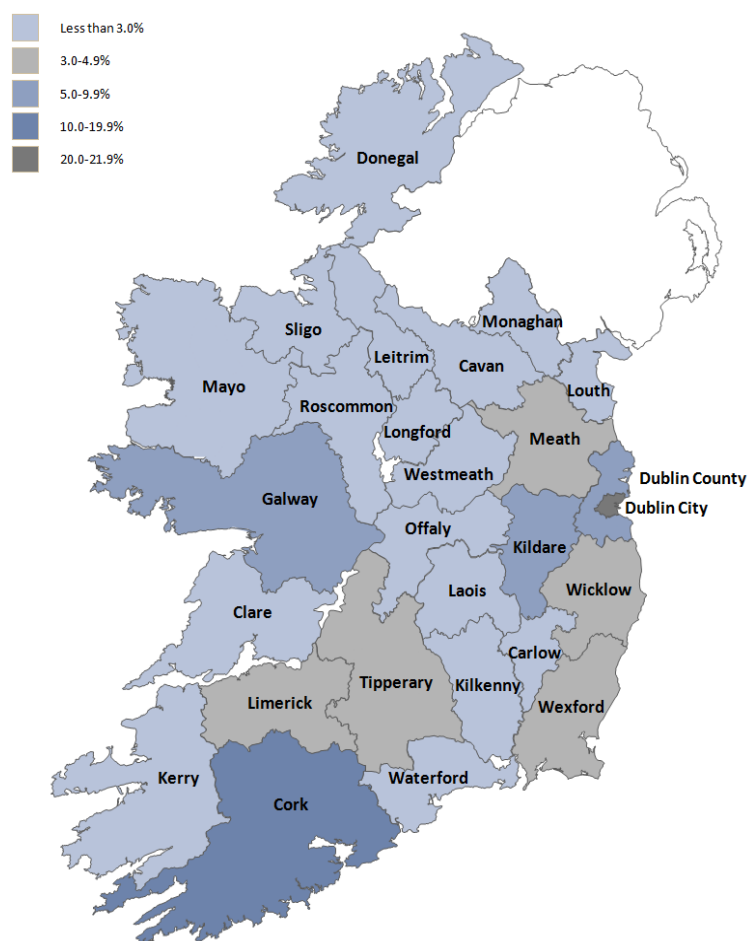 Less than 3.0%
3.0-4.9%
5.0-9.9%
10.0-19.9%
20.0-21.9%
Donegal
Monaghan
Sligo
Leitrim
Cavan
Mayo
Louth
Roscommon
Longford
Meath
Westmeath
Dublin County
Galway
Dublin City
Offaly
Kildare
Laois
Wicklow
Clare
Carlow
Tipperary
Kilkenny
Limerick
Wexford
Kerry
Waterford
Cork